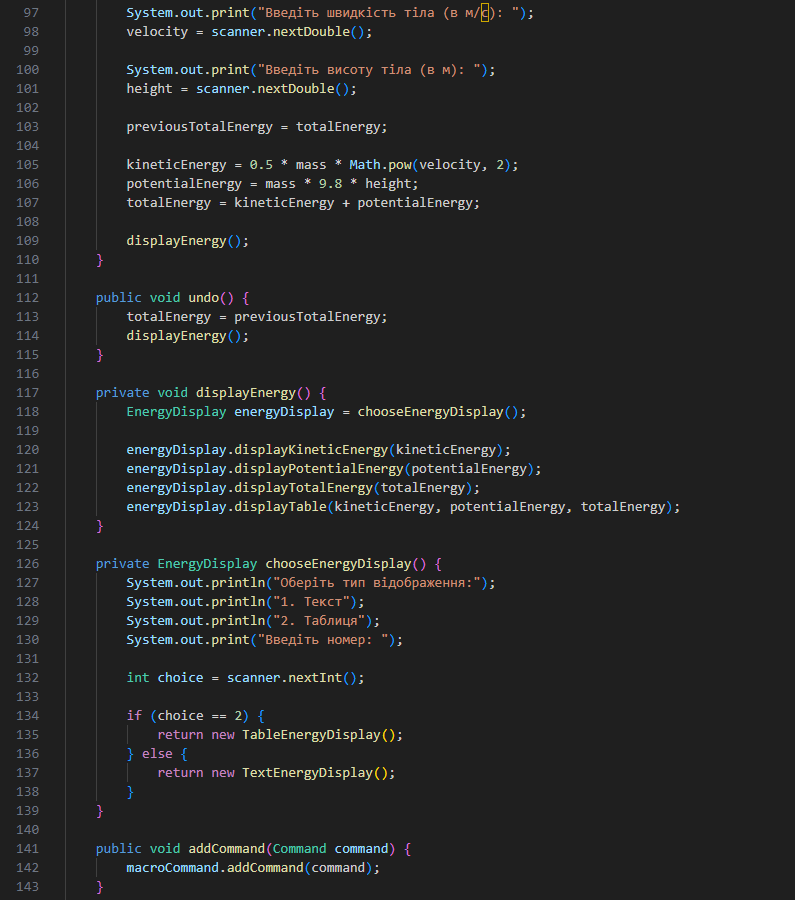 97 System.out.print("Введіть швидкість тіла (в м/с): ");
98 velocity = scanner.nextDouble();
99
100 System.out.print("Введіть висоту тіла (в м): ");
101 height = scanner.nextDouble();
102
103 previousTotalEnergy = totalEnergy;
104
105 kineticEnergy = 0.5 * mass * Math.pow(velocity, 2);
106 potentialEnergy = mass * 9.8 * height;
107 totalEnergy = kineticEnergy + potentialEnergy;
108
109 displayEnergy();
110 }
111
112 public void undo() {
113 totalEnergy = previousTotalEnergy;
114 displayEnergy();
115 }
116
117 private void displayEnergy() {
118 EnergyDisplay energyDisplay = chooseEnergyDisplay();
119
120 energyDisplay.displayKineticEnergy(kineticEnergy);
121 energyDisplay.displayPotentialEnergy(potentialEnergy);
122 energyDisplay.displayTotalEnergy(totalEnergy);
123 energyDisplay.displayTable(kineticEnergy, potentialEnergy, totalEnergy);
124 }
125
126 private EnergyDisplay chooseEnergyDisplay() {
127 System.out.println("Оберіть тип відображення:");
128 System.out.println("1. Текст");
129 System.out.println("2. Таблиця");
130 System.out.print("Введіть номер: ");
131
132 int choice = scanner.nextInt();
133
134 if (choice == 2) {
135 return new TableEnergyDisplay();
136 } else {
137 return new TextEnergyDisplay();
138 }
139 }
140
141 public void addCommand(Command command) {
142 macroCommand.addCommand(command);
143 }